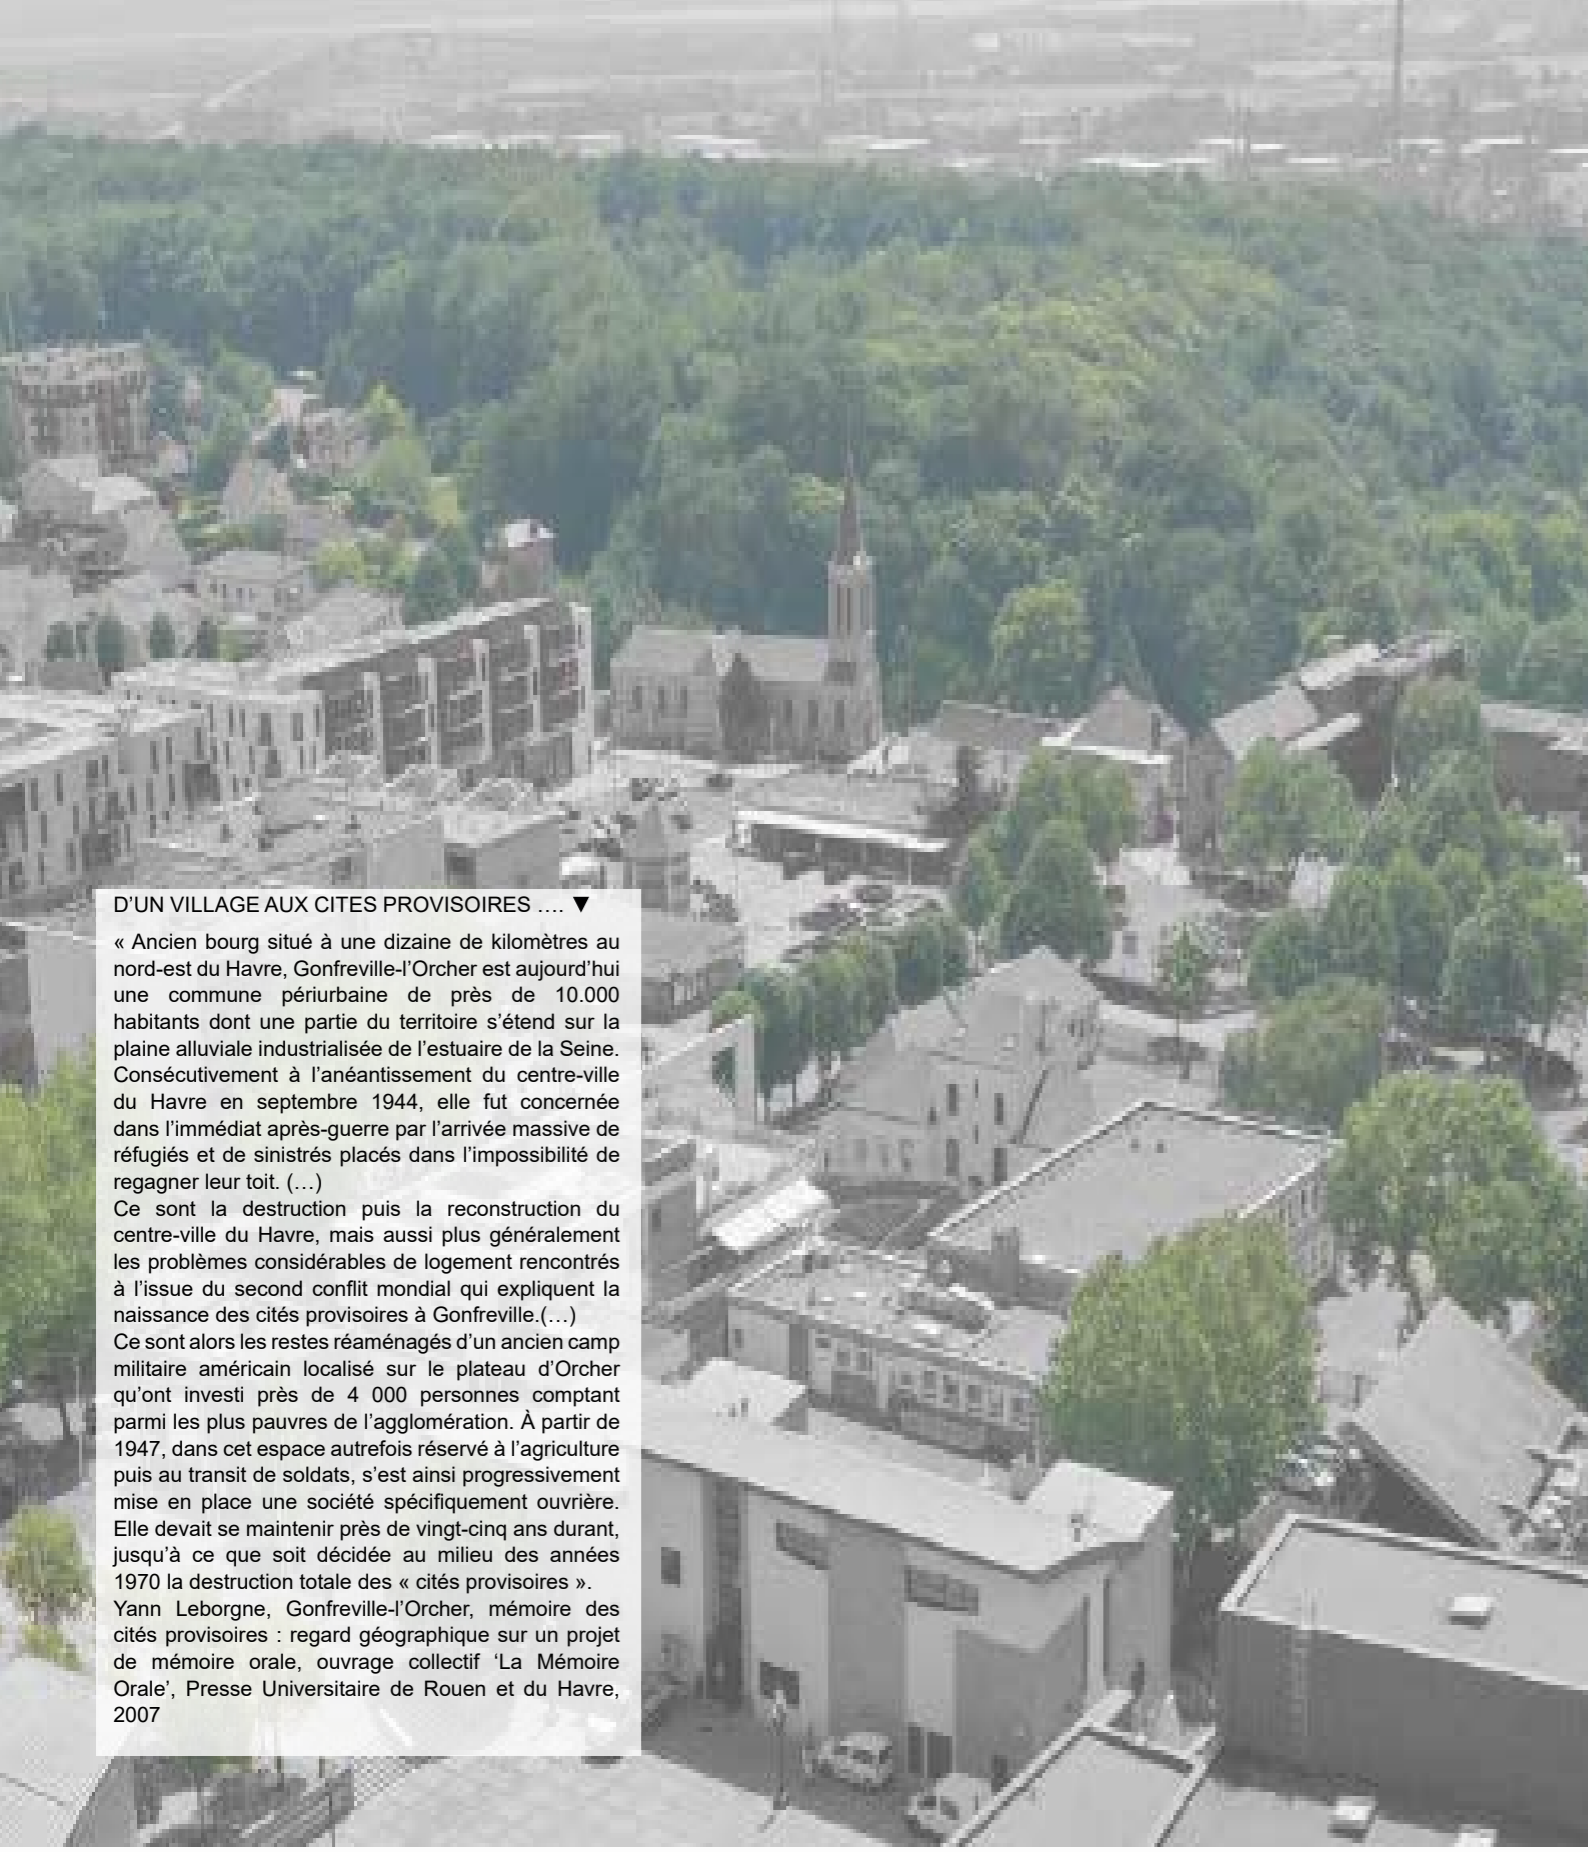 D’UN VILLAGE AUX CITES PROVISOIRES .... ▼
« Ancien bourg situé à une dizaine de kilomètres au
nord-est du Havre, Gonfreville-l’Orcher est aujourd’hui
une commune périurbaine de près de 10.000
habitants dont une partie du territoire s’étend sur la
plaine alluviale industrialisée de l’estuaire de la Seine.
Consécutivement à l’anéantissement du centre-ville
du Havre en septembre 1944, elle fut concernée
dans l’immédiat après-guerre par l’arrivée massive de
réfugiés et de sinistrés placés dans l’impossibilité de
regagner leur toit. (…)
Ce sont la destruction puis la reconstruction du
centre-ville du Havre, mais aussi plus généralement
les problèmes considérables de logement rencontrés
à l’issue du second conflit mondial qui expliquent la
naissance des cités provisoires à Gonfreville.(…)
Ce sont alors les restes réaménagés d’un ancien camp
militaire américain localisé sur le plateau d’Orcher
qu’ont investi près de 4 000 personnes comptant
parmi les plus pauvres de l’agglomération. À partir de
1947, dans cet espace autrefois réservé à l’agriculture
puis au transit de soldats, s’est ainsi progressivement
mise en place une société spécifiquement ouvrière.
Elle devait se maintenir près de vingt-cinq ans durant,
jusqu’à ce que soit décidée au milieu des années
1970 la destruction totale des « cités provisoires ».
Yann Leborgne, Gonfreville-l’Orcher, mémoire des
cités provisoires : regard géographique sur un projet
de mémoire orale, ouvrage collectif ‘La Mémoire
Orale’, Presse Universitaire de Rouen et du Havre,
2007